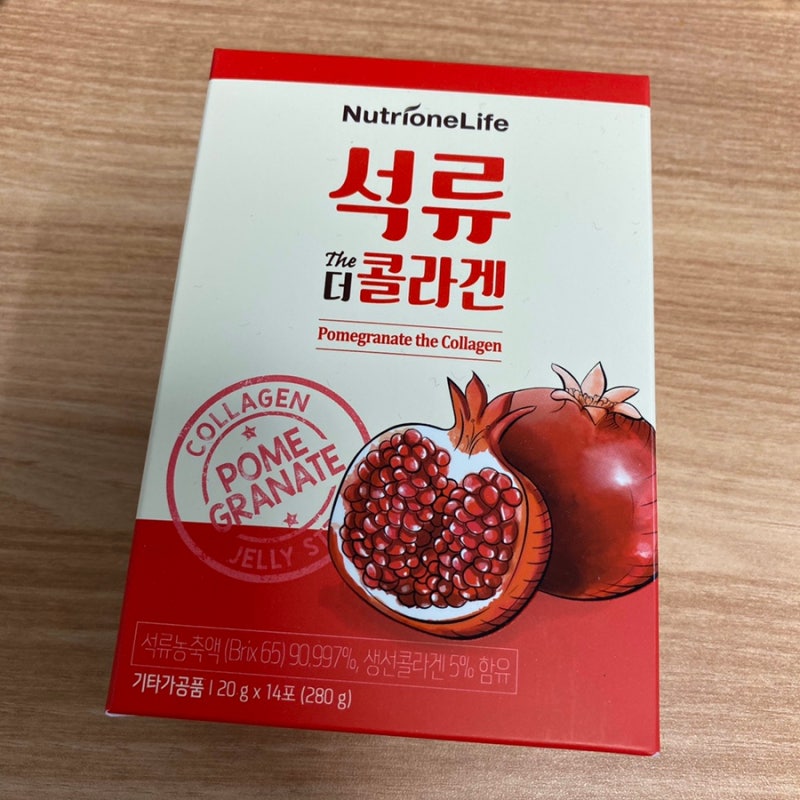 NutrioneLife
석류
The
더콜라겐
Pomegranate the Collagen
COLLAGEN
POME
GRANATE
JELLY ST
석류농축액 (Brix 65) 90.997%, 생선콜라겐 5% 함유
기타가공품 | 20 g x 14포 (280 g)